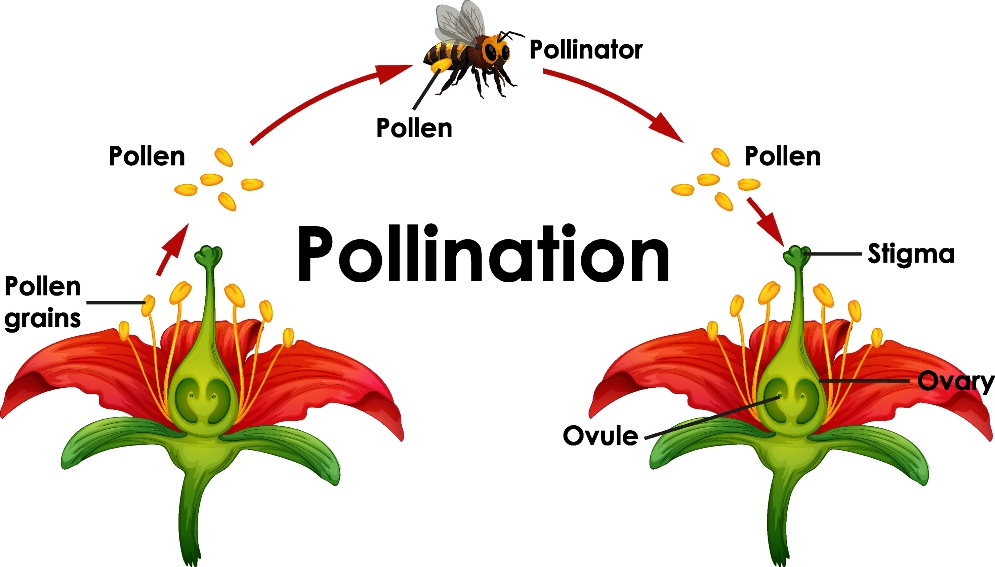 Pollinator
Pollen
Pollen
Pollen
Pollination
Pollen
grains
Stigma
Ovary
Ovule